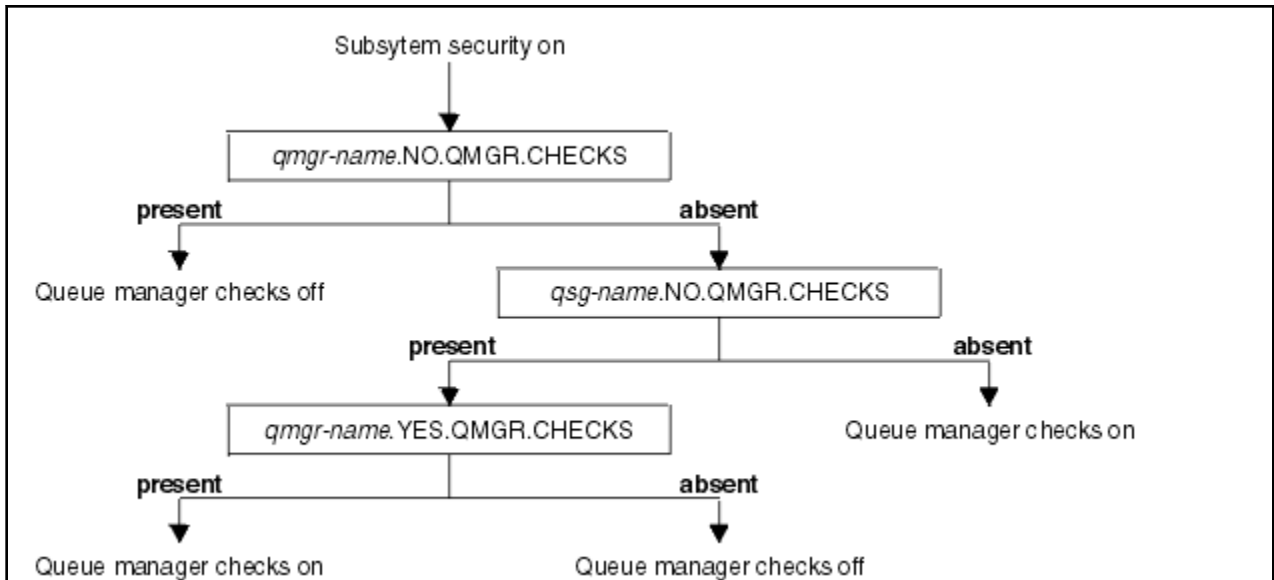 Subsytem security on
qmgr-name.NO.QMGR.CHECKS
present
absent
Queue manager checks off
qsg-name.NO.QMGR.CHECKS
present
absent
qmgr-name.YES.QMGR.CHECKS
Queue manager checks on
present
absent
Queue manager checks on
Queue manager checks off